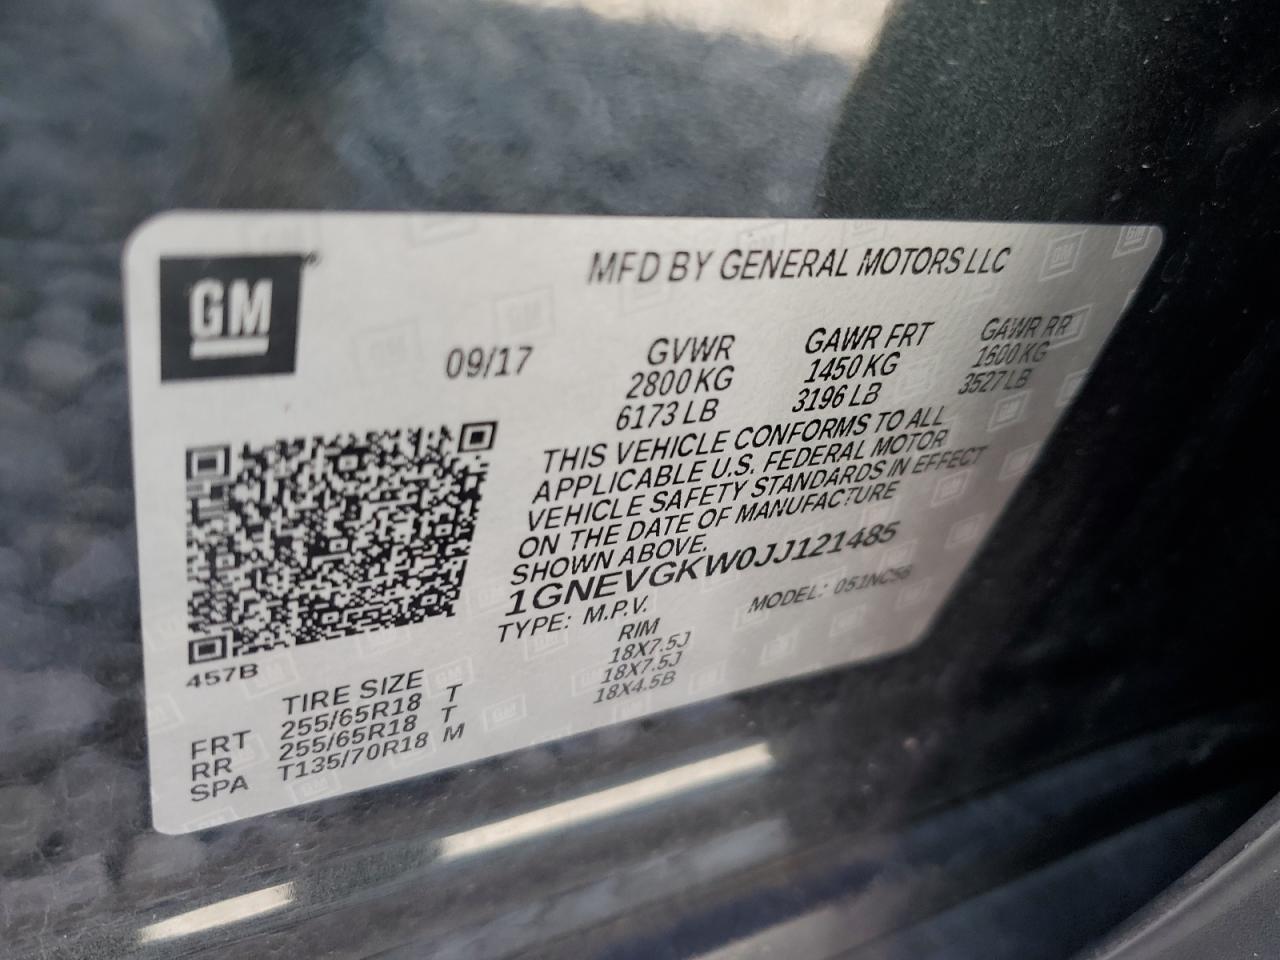 GM
MFD BY GENERAL MOTORS LLC
09/17
GVWR GAWR FRT GAWR RR
2800 KG 1450 KG 1600 KG
6173 LB 3196 LB 3527 LB
THIS VEHICLE CONFORMS TO ALL
APPLICABLE U.S. FEDERAL MOTOR
VEHICLE SAFETY STANDARDS IN EFFECT
ON THE DATE OF MANUFACTURE
SHOWN ABOVE.
1GNEVGKW0JJ121485
TYPE: M.P.V. MODEL: 051NC56
457B
TIRE SIZE RIM
FRT 255/65R18 T 18X7.5J
RR 255/65R18 T 18X7.5J
SPA T135/70R18 M 18X4.5B